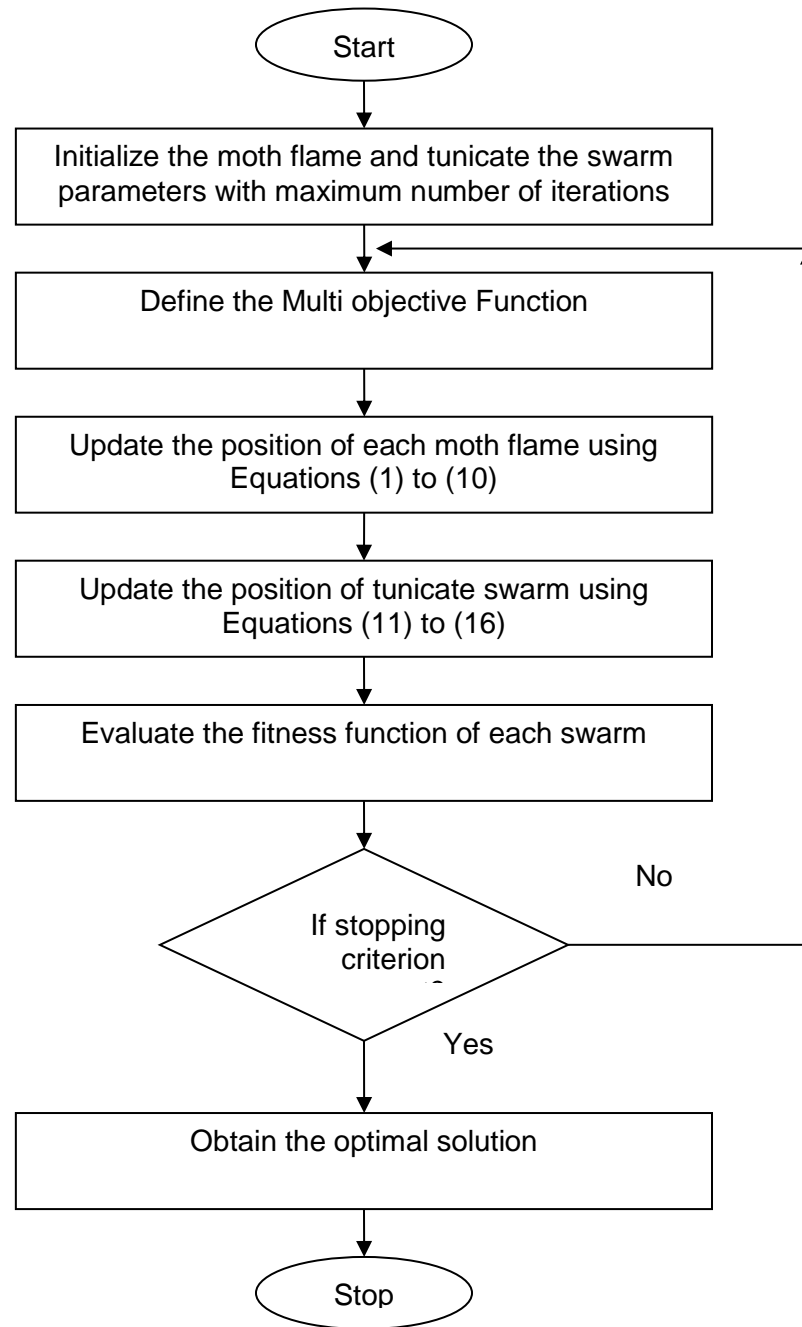 Start
Initialize the moth flame and tunicate the swarm
parameters with maximum number of iterations
Define the Multi objective Function
Update the position of each moth flame using
Equations (1) to (10)
Update the position of tunicate swarm using
Equations (11) to (16)
Evaluate the fitness function of each swarm
No
If stopping
criterion
Yes
Obtain the optimal solution
Stop